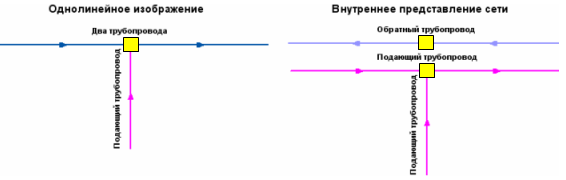 Однолинейное изображение
Два трубопровода
Подающий трубопровод
Внутреннее представление сети
Обратный трубопровод
Подающий трубопровод
Подающий трубопровод